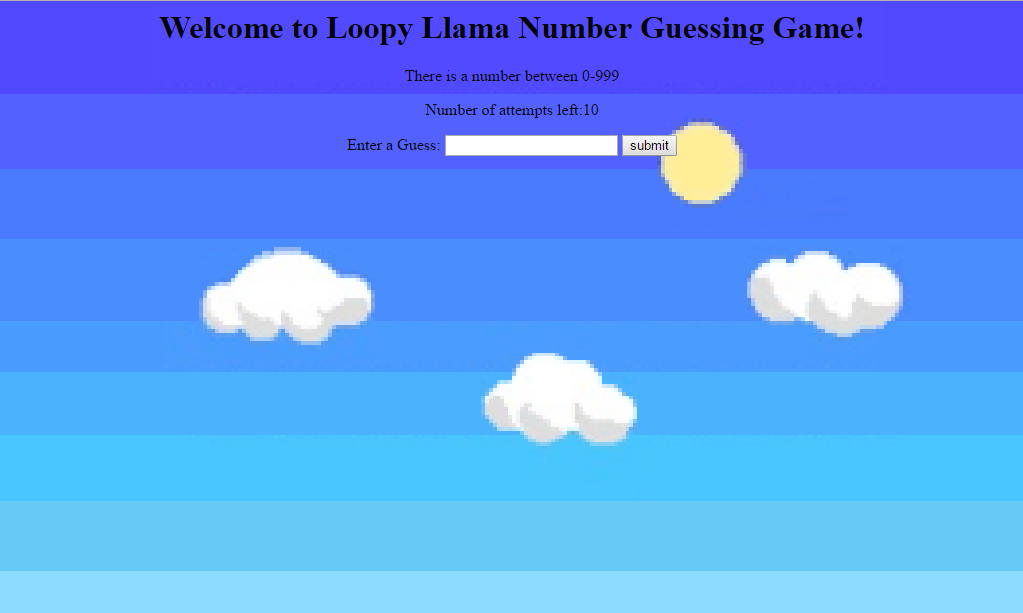 Welcome to Loopy Llama Number Guessing Game!
There is a number between 0-999
Number of attempts left:10
Enter a Guess: submit